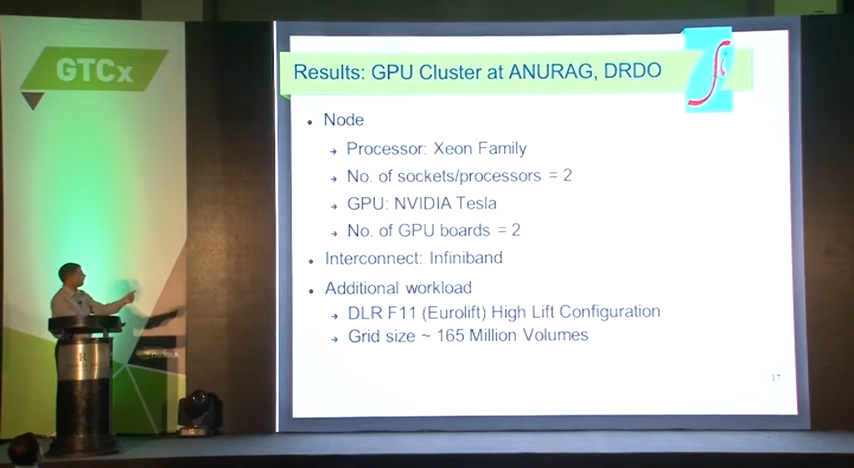 GTCx
Results: GPU Cluster at ANURAG, DRDO
• Node
→ Processor: Xeon Family
→ No. of sockets/processors = 2
→ GPU: NVIDIA Tesla
→ No. of GPU boards = 2
• Interconnect: Infiniband
• Additional workload
→ DLR F11 (Eurolift) High Lift Configuration
→ Grid size ~ 165 Million Volumes
17